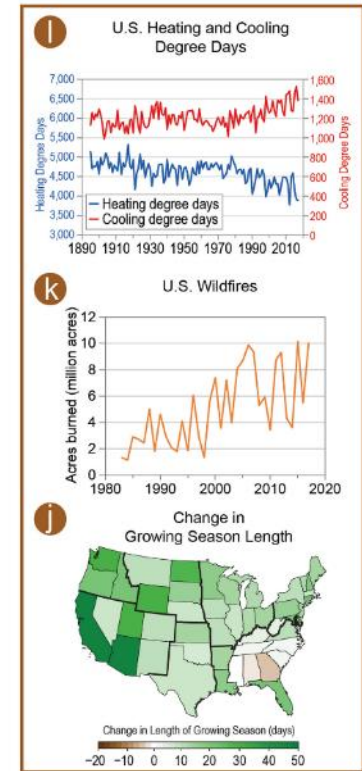 l
U.S. Heating and Cooling
Degree Days
7,000
6,500
6,000
5,500
5,000
4,500
4,000
3,500
3,000
Heating Degree Days
1,600
1,400
1,200
1,000
800
600
400
200
0
Cooling Degree Days
Heating degree days
Cooling degree days
1895 1910 1930 1950 1970 1990 2010
k
U.S. Wildfires
Acres burned (million acres)
12
10
8
6
4
2
0
1980 1990 2000 2010 2020
j
Change in
Growing Season Length
Change in Length of Growing Season (days)
−20 −10 0 10 20 30 40 50